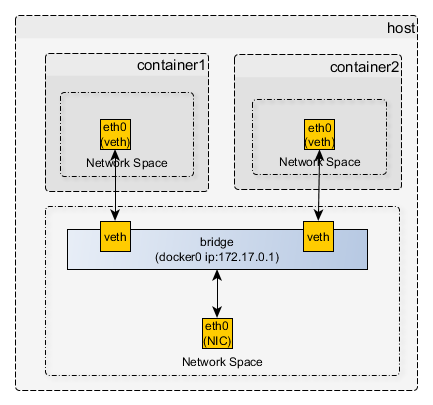 host
container1
container2
eth0
(veth)
Network Space
eth0
(veth)
Network Space
veth
veth
bridge
(docker0 ip:172.17.0.1)
eth0
(NIC)
Network Space